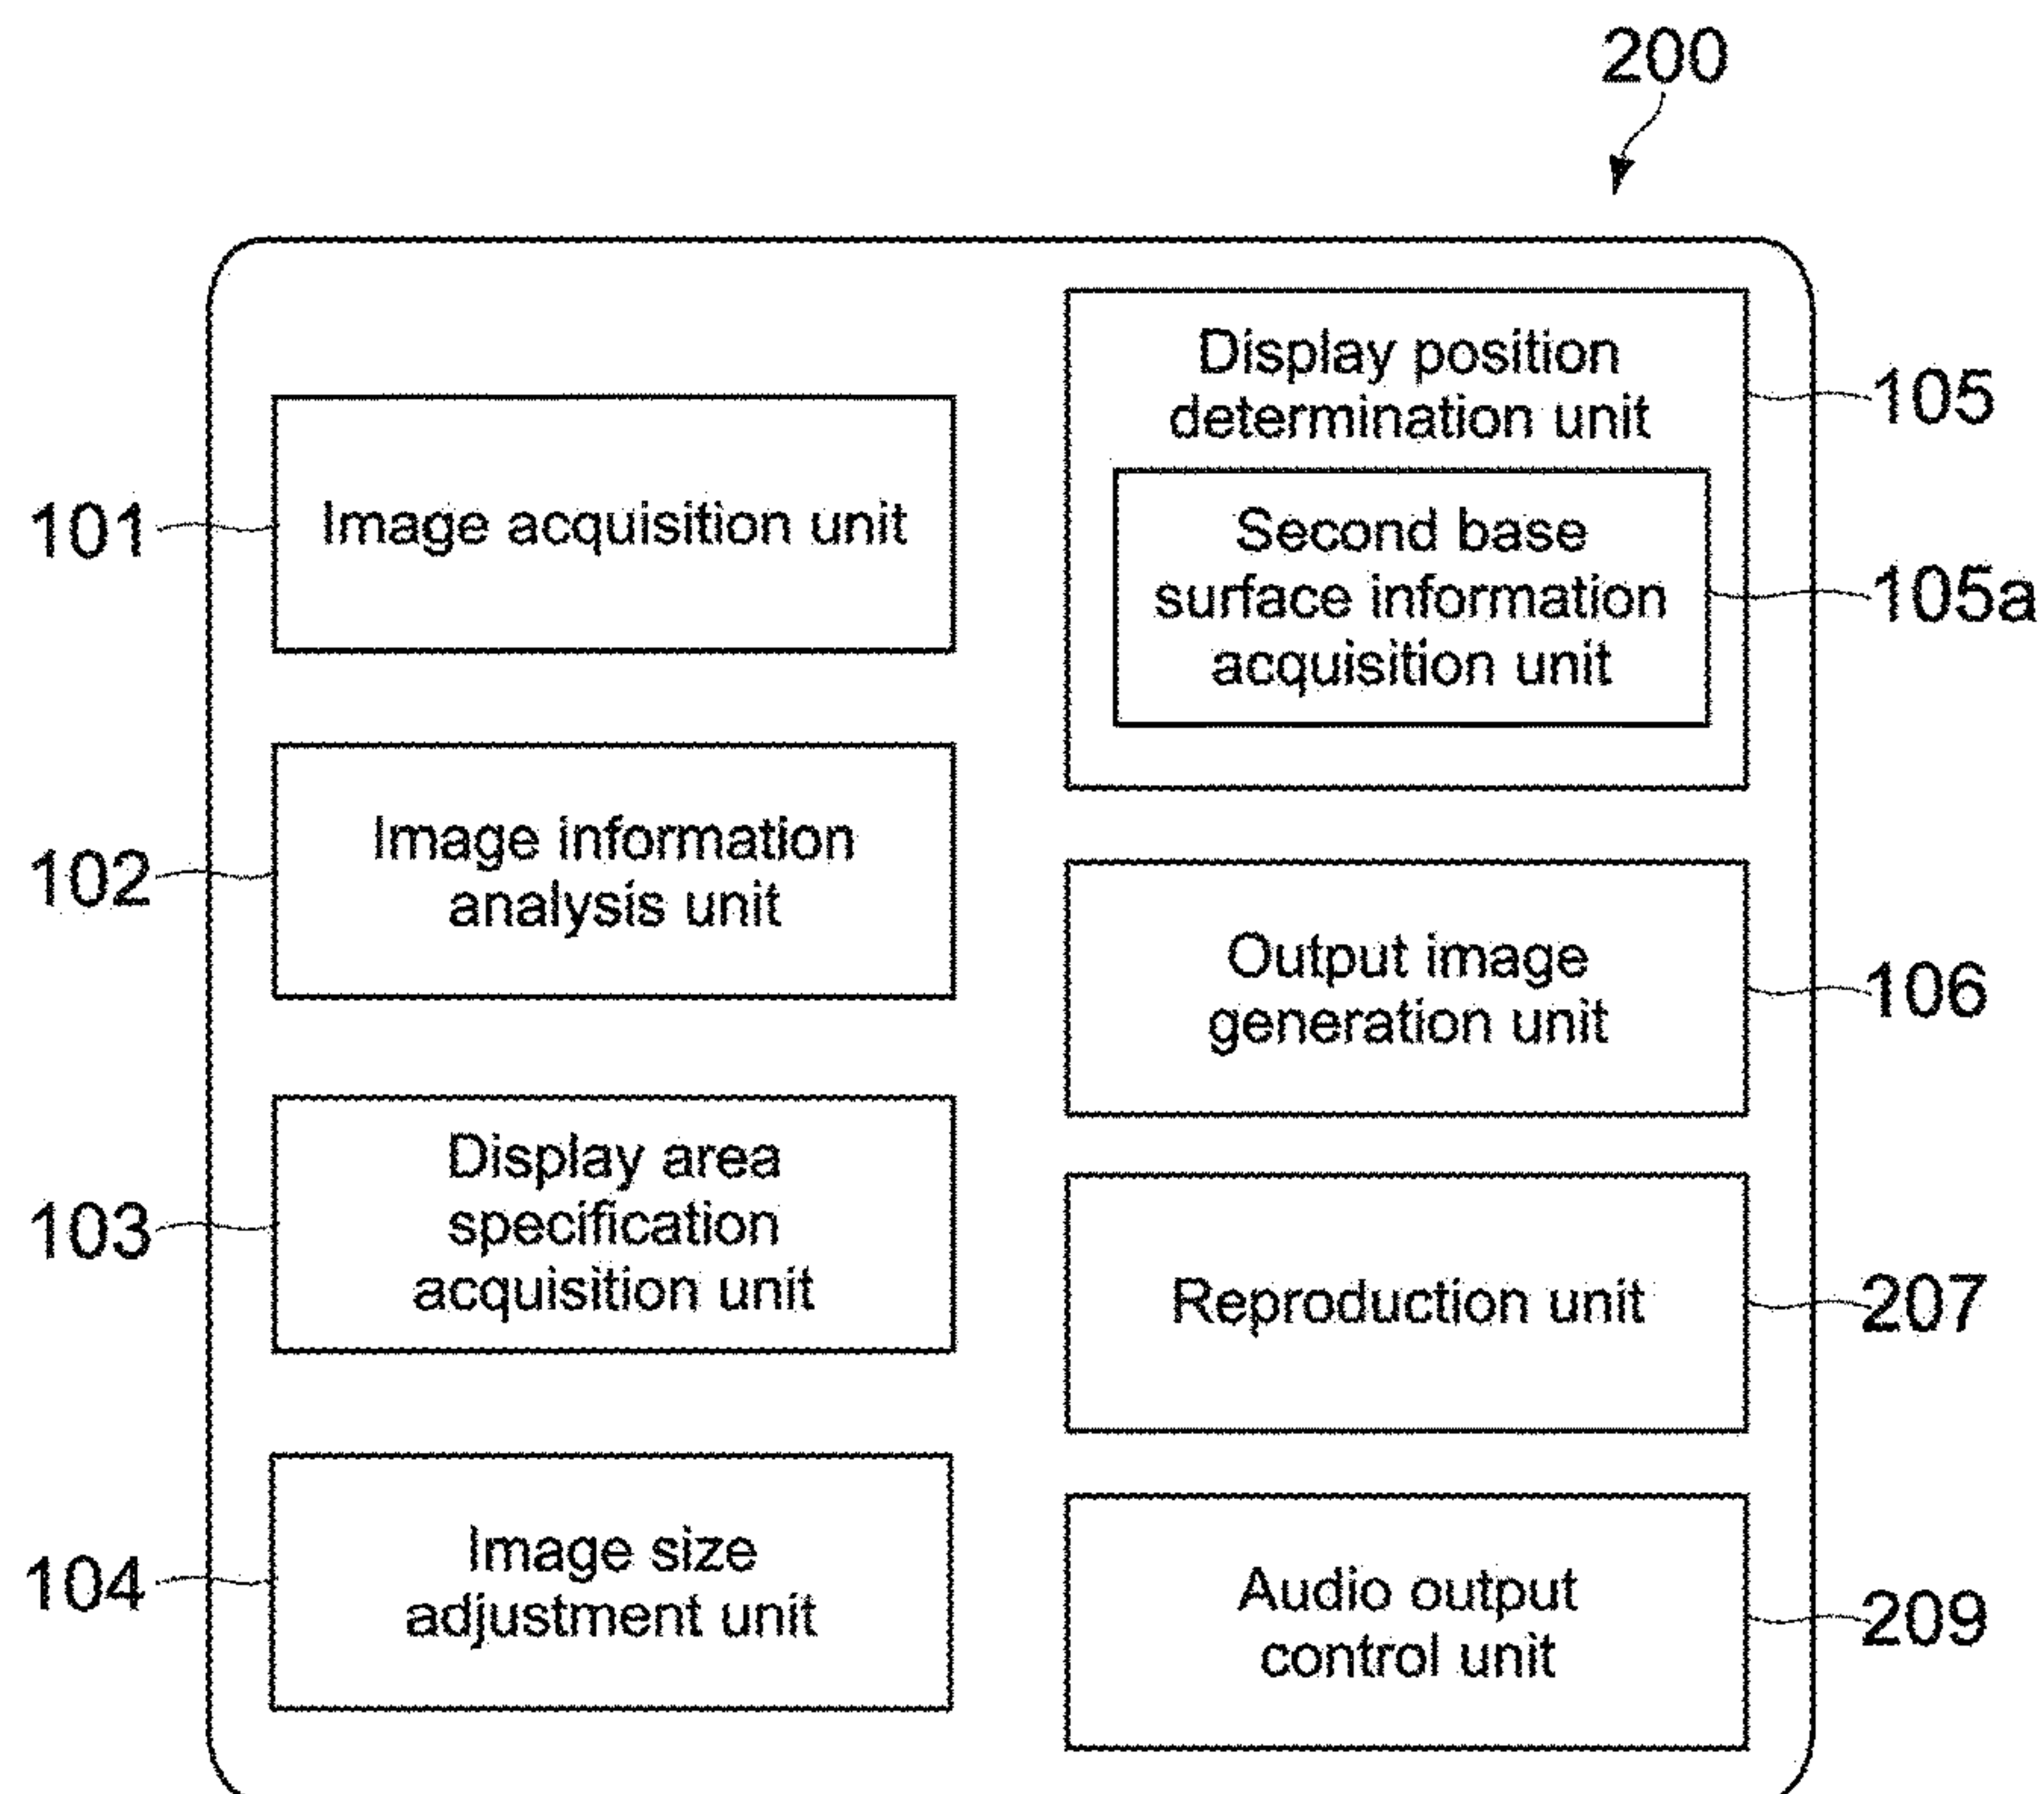 200
101
Image acquisition unit
102
Image information
analysis unit
103
Display area
specification
acquisition unit
104
Image size
adjustment unit
Display position
determination unit
105
Second base
surface information
acquisition unit
105a
Output image
generation unit
106
Reproduction unit
207
Audio output
control unit
209